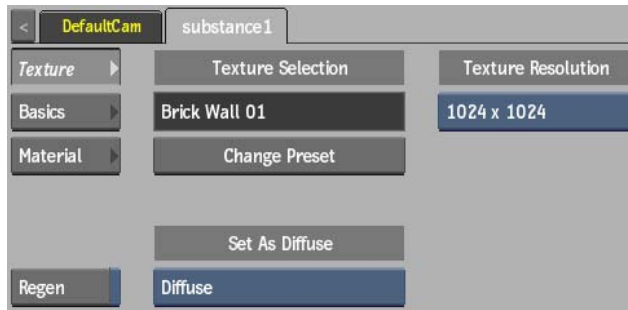 < DefaultCam substance1
Texture Texture Selection Texture Resolution
Basics Brick Wall 01 1024 x 1024
Material Change Preset
Set As Diffuse
Regen Diffuse